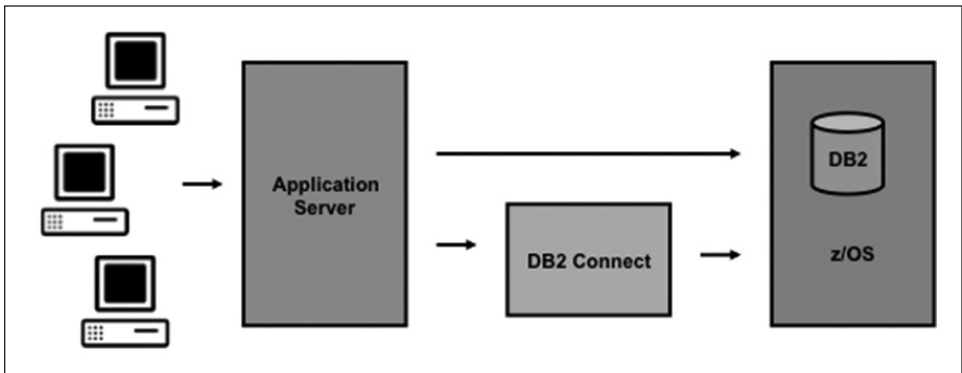 Application
Server
DB2 Connect
DB2
z/OS